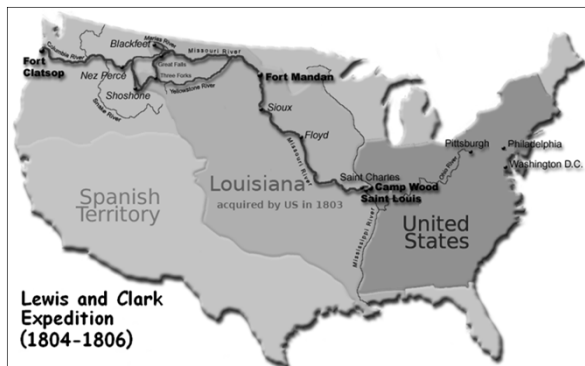 Blackfeet
Marias River
Missouri River
Columbia River
Fort
Clatsop
Nez Perce
Great Falls
Three Forks
Fort Mandan
Shoshone
Yellowstone River
Snake River
Sioux
Floyd
Missouri River
Pittsburgh
Philadelphia
Ohio River
Washington D.C.
Saint Charles
Camp Wood
Saint Louis
Spanish
Territory
Louisiana
acquired by US in 1803
Mississippi River
United
States
Lewis and Clark
Expedition
(1804-1806)